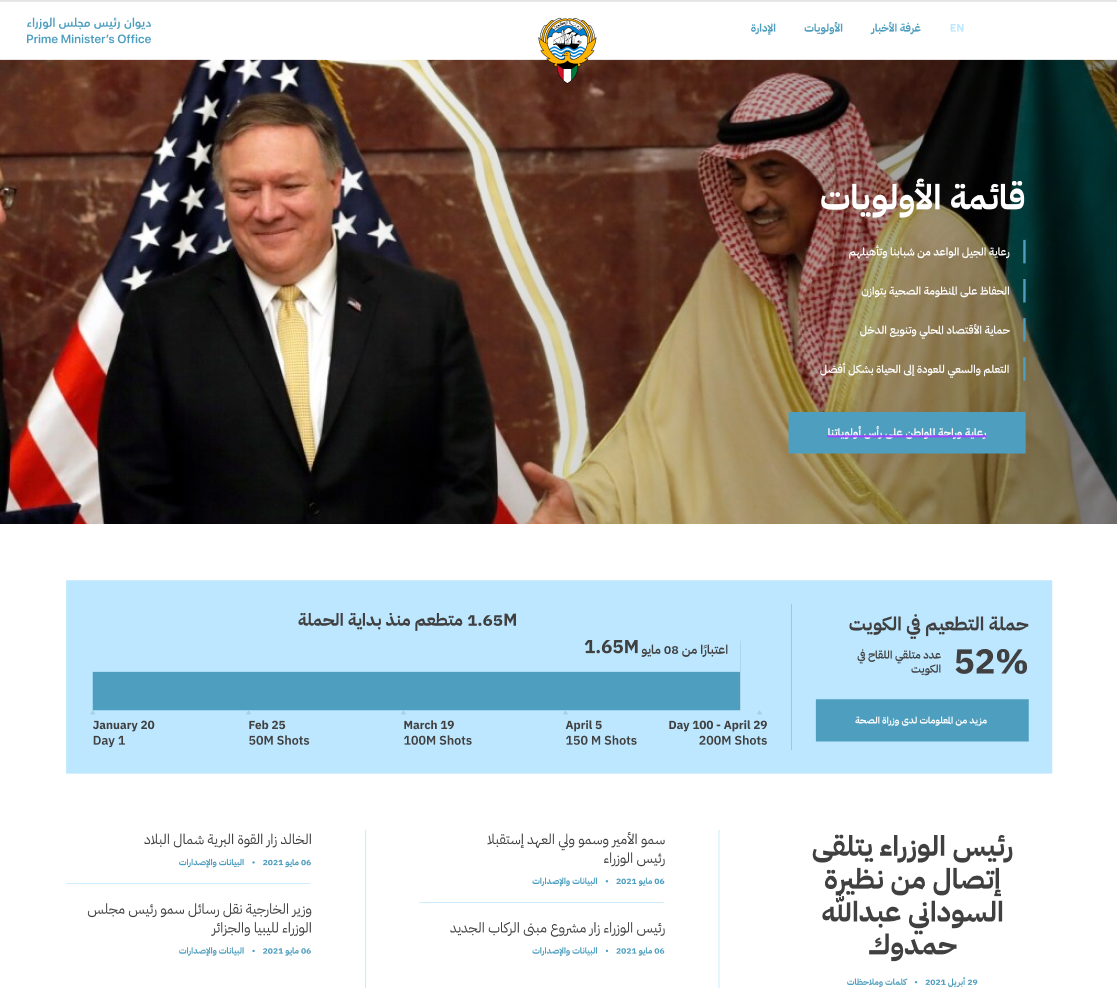 ديوان رئيس مجلس الوزراء
Prime Minister's Office
EN
غرفة الأخبار
الأولويات
الإدارة
قائمة الأولويات
رعاية الجيل الواعد من شبابنا وتأهيلهم
الحفاظ على المنظومة الصحية بتوازن
حماية الأقتصاد المحلي وتنويع الدخل
التعلم والسعي للعودة إلى الحياة بشكل أفضل
رعاية وراحة المواطن على رأس أولوياتنا
حملة التطعيم في الكويت
52%
عدد متلقي اللقاح في
الكويت
مزيد من المعلومات لدى وزراة الصحة
1.65M متطعم منذ بداية الحملة
اعتبارًا من 08 مايو 1.65M
January 20
Day 1
Feb 25
50M Shots
March 19
100M Shots
April 5
150 M Shots
Day 100 - April 29
200M Shots
رئيس الوزراء يتلقى
إتصال من نظيرة
السوداني عبدالله
حمدوك
29 أبريل 2021 • كلمات وملاحظات
سمو الأمير وسمو ولي العهد إستقبلا
رئيس الوزراء
06 مايو 2021 • البيانات والإصدارات
رئيس الوزراء زار مشروع مبنى الركاب الجديد
06 مايو 2021 • البيانات والإصدارات
الخالد زار القوة البرية شمال البلاد
06 مايو 2021 • البيانات والإصدارات
وزير الخارجية نقل رسائل سمو رئيس مجلس
الوزراء لليبيا والجزائر
06 مايو 2021 • البيانات والإصدارات